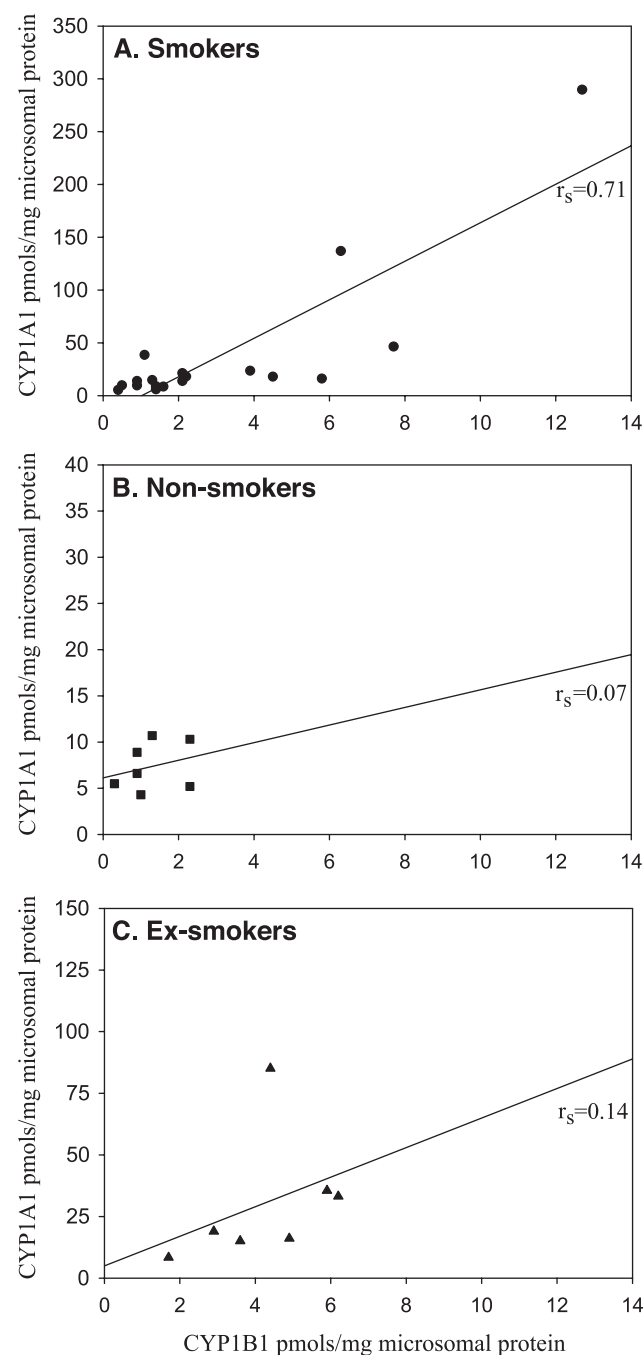 A. Smokers
CYP1A1 pmols/mg microsomal protein
350
300
250
200
150
100
50
0
r_s=0.71
0 2 4 6 8 10 12 14
B. Non-smokers
CYP1A1 pmols/mg microsomal protein
40
35
30
25
20
15
10
5
0
r_s=0.07
0 2 4 6 8 10 12 14
C. Ex-smokers
CYP1A1 pmols/mg microsomal protein
150
125
100
75
50
25
0
r_s=0.14
0 2 4 6 8 10 12 14
CYP1B1 pmols/mg microsomal protein